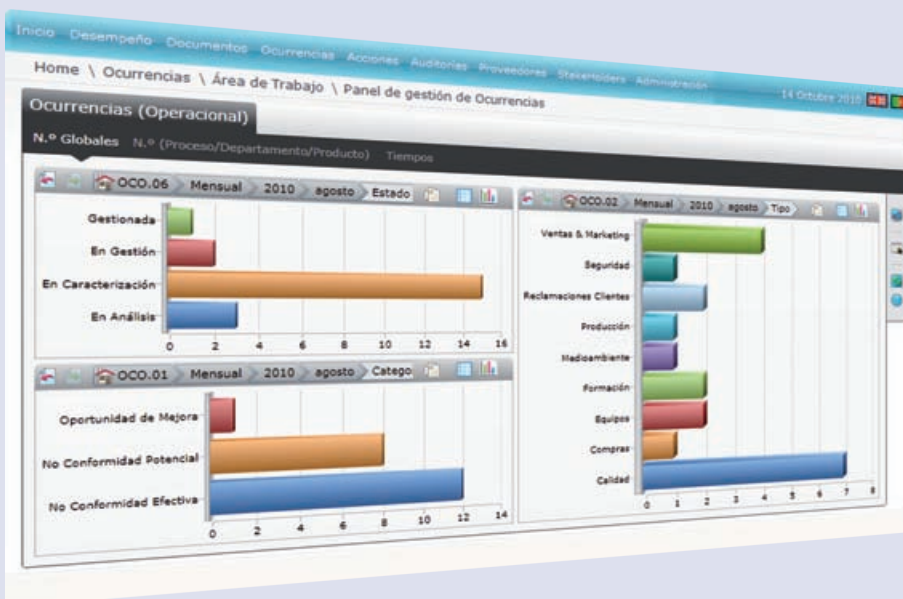 Inicio Desempeño Documentos Ocurrencias Acciones Auditorías Proveedores Stakeholders Administración 14 Octubre 2010
Home \ Ocurrencias \ Área de Trabajo \ Panel de gestión de Ocurrencias
Ocurrencias (Operacional)
N.º Globales N.º (Proceso/Departamento/Producto) Tiempos
OCO.06 Mensual 2010 agosto Estado
Gestionada
En Gestión
En Caracterización
En Análisis
0 2 4 6 8 10 12 14 16
OCO.02 Mensual 2010 agosto Tipo
Ventas & Marketing
Seguridad
Reclamaciones Clientes
Producción
Medioambiente
Formación
Equipos
Compras
Calidad
0 1 2 3 4 5 6 7 8
OCO.01 Mensual 2010 agosto Catego
Oportunidad de Mejora
No Conformidad Potencial
No Conformidad Efectiva
0 2 4 6 8 10 12 14